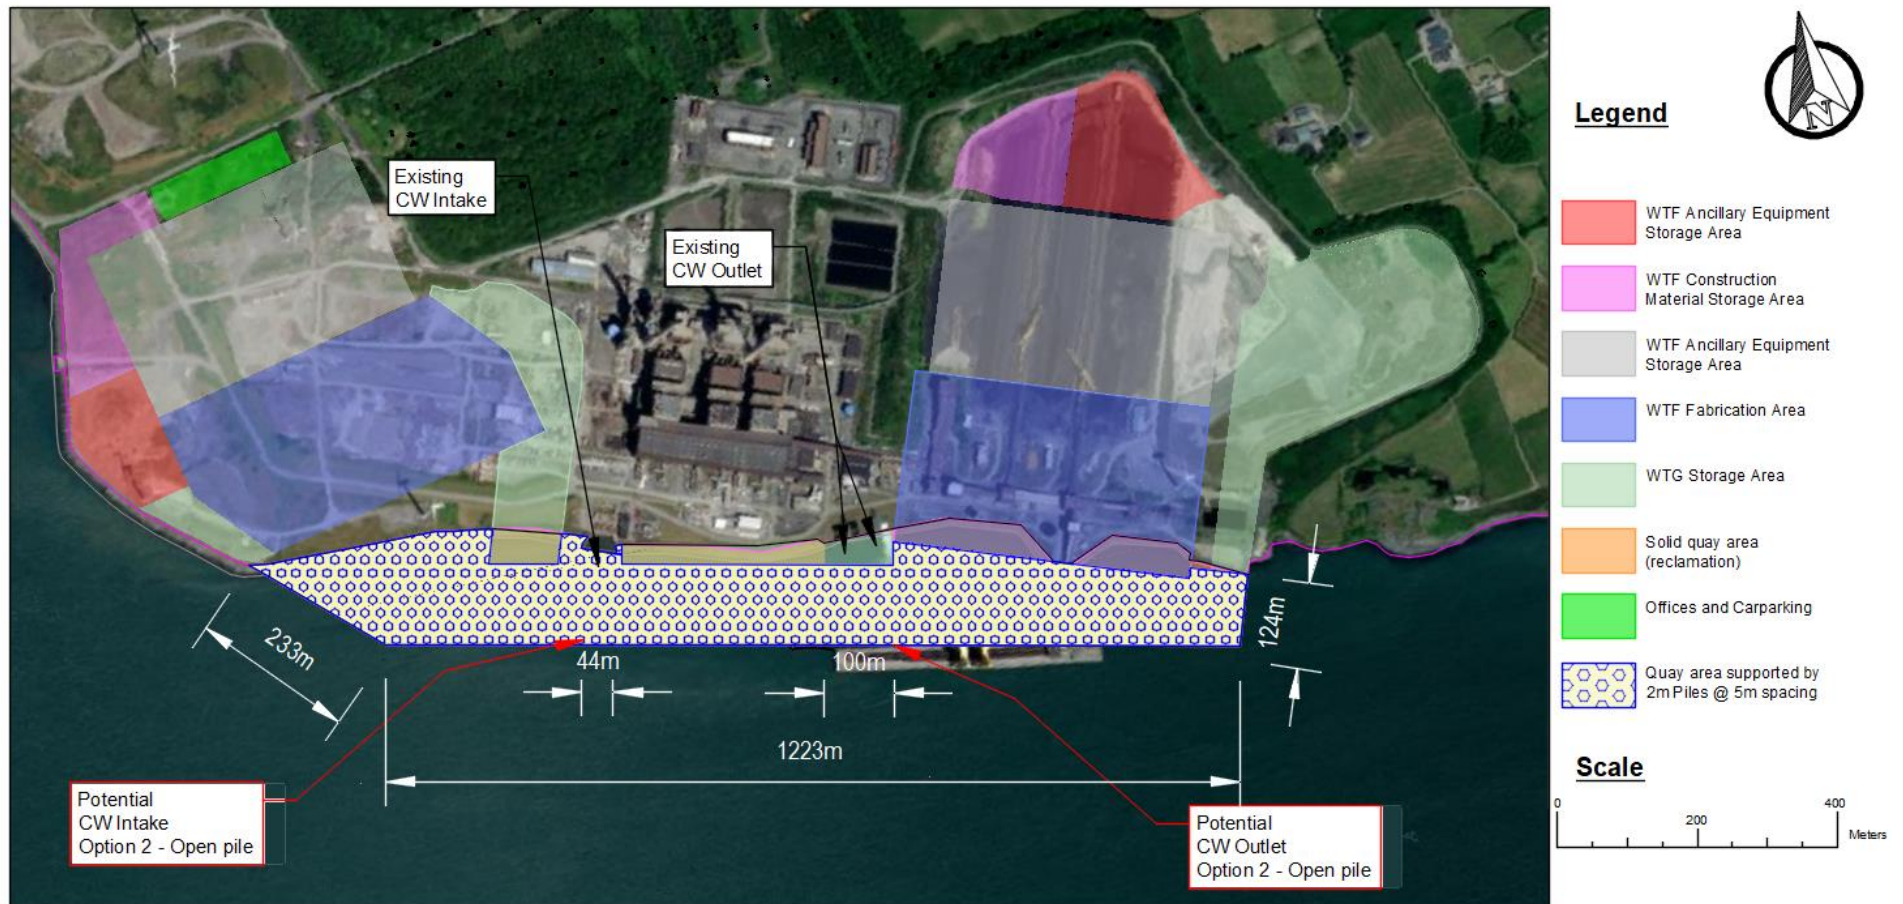 Existing
CW Intake
Existing
CW Outlet
233m
44m
100m
124m
1223m
Potential
CW Intake
Option 2 - Open pile
Potential
CW Outlet
Option 2 - Open pile
Legend
N
WTF Ancillary Equipment
Storage Area
WTF Construction
Material Storage Area
WTF Ancillary Equipment
Storage Area
WTF Fabrication Area
WTG Storage Area
Solid quay area
(reclamation)
Offices and Carparking
Quay area supported by
2m Piles @ 5m spacing
Scale
0
200
400
Meters